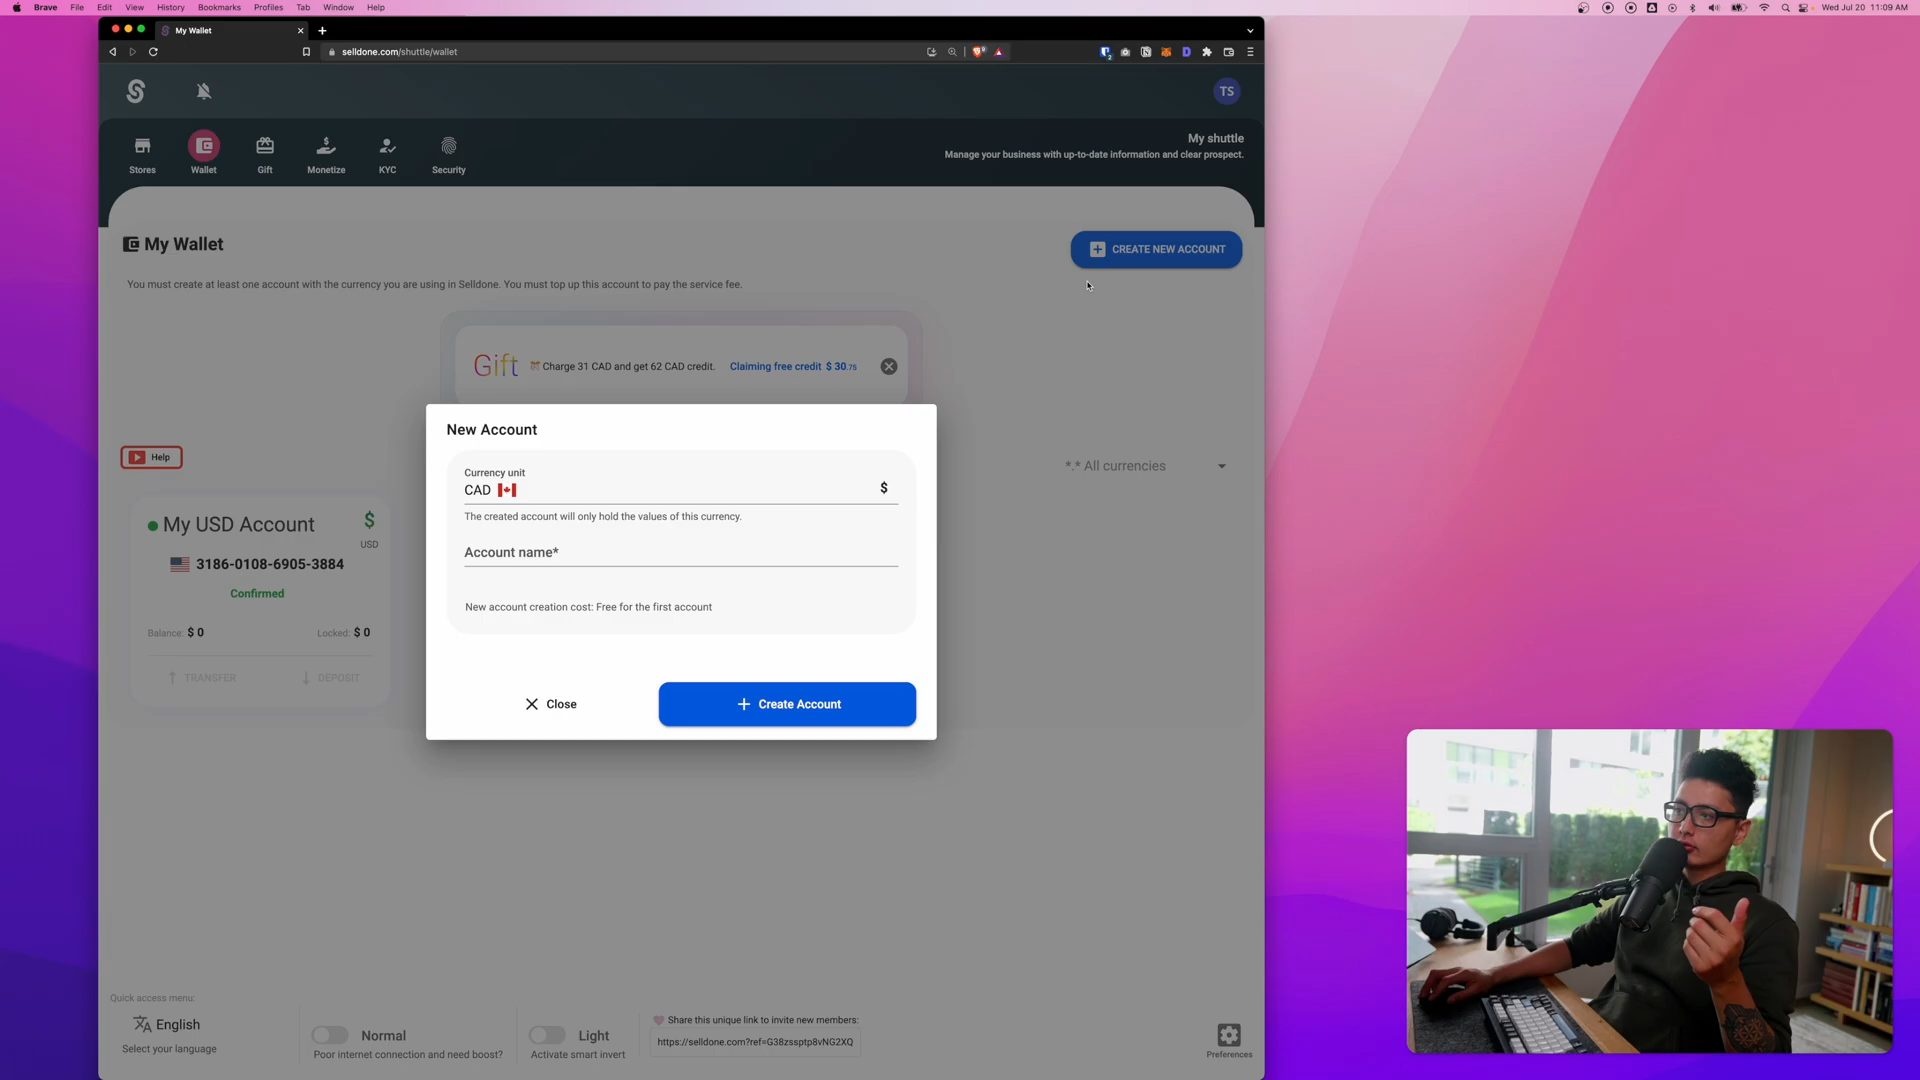 Brave File Edit View History Bookmarks Profiles Tab Window Help
Wed Jul 20 11:09 AM
My Wallet
selldone.com/shuttle/wallet
TS
Stores
Wallet
Gift
Monetize
KYC
Security
My shuttle
Manage your business with up-to-date information and clear prospect.
My Wallet
CREATE NEW ACCOUNT
You must create at least one account with the currency you are using in Selldone. You must top up this account to pay the service fee.
Gift Charge 31 CAD and get 62 CAD credit. Claiming free credit $ 30.75
New Account
Currency unit
CAD $
The created account will only hold the values of this currency.
Account name*
New account creation cost: Free for the first account
Close
Create Account
Help
*.* All currencies
My USD Account $
USD
3186-0108-6905-3884
Confirmed
Balance: $ 0 Locked: $ 0
TRANSFER DEPOSIT
Quick access menu:
English
Select your language
Normal
Poor internet connection and need boost?
Light
Activate smart invert
Share this unique link to invite new members:
https://selldone.com?ref=G38zssptp8vNG2XQ
Preferences